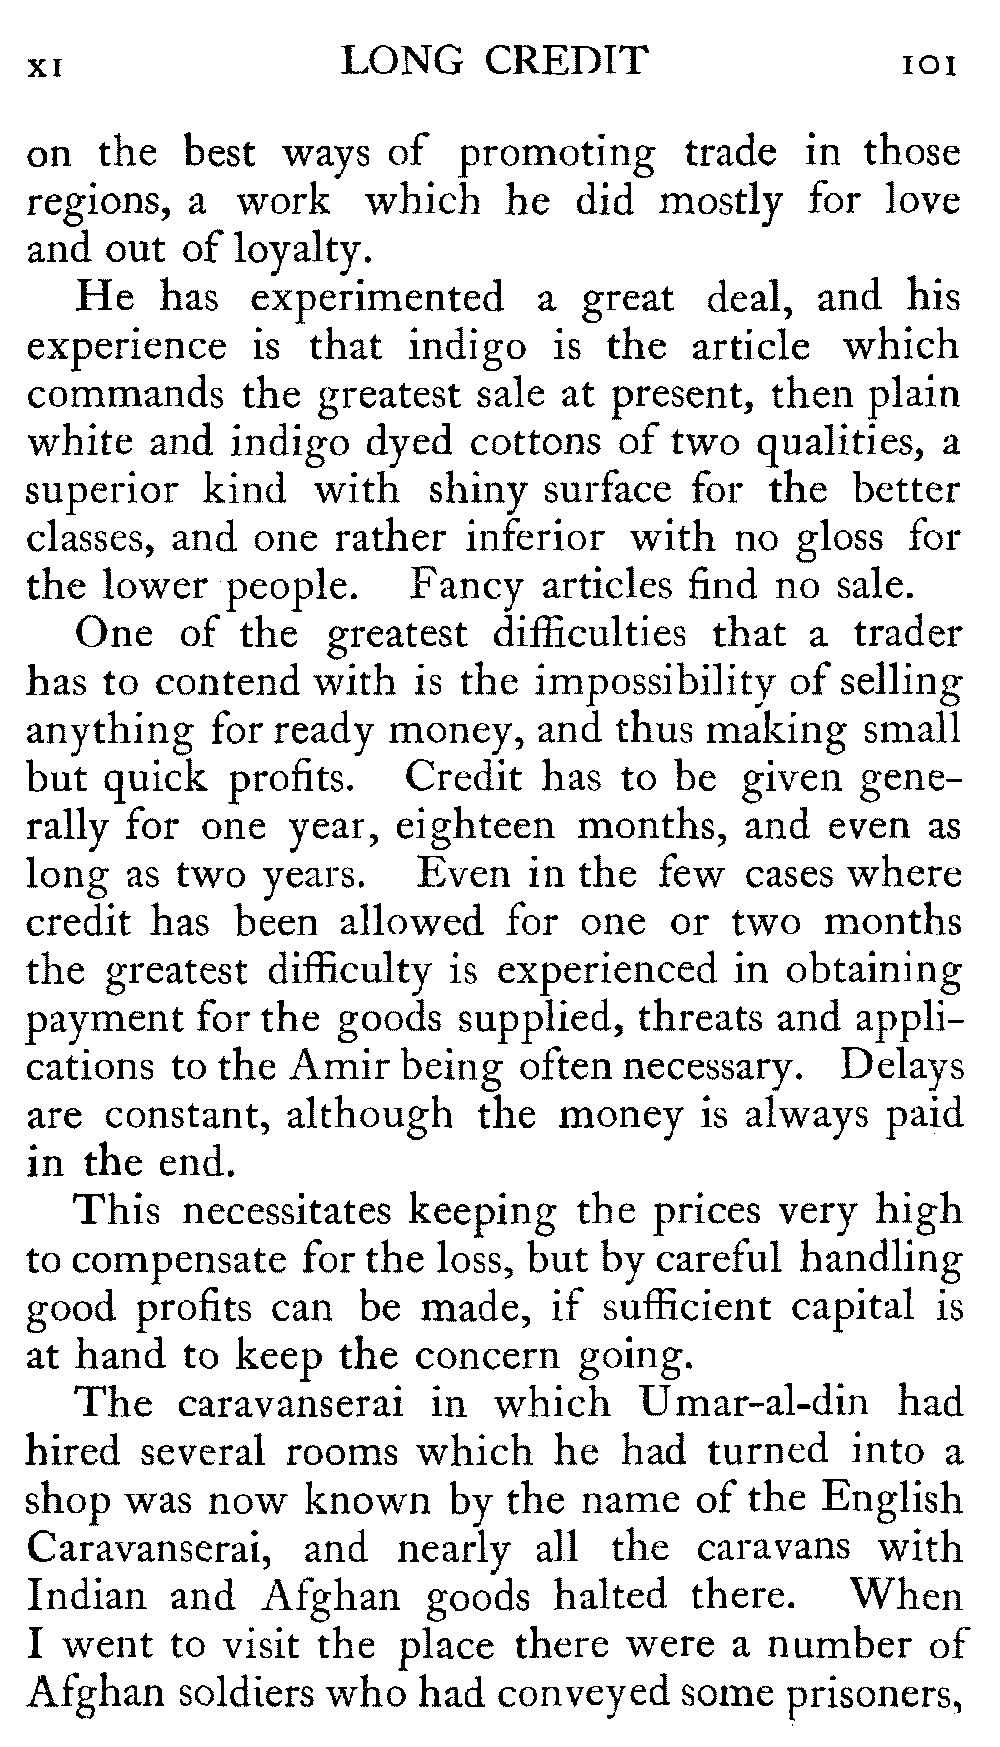 XI LONG CREDIT 101
on the best ways of promoting trade in those
regions, a work which he did mostly for love
and out of loyalty.
He has experimented a great deal, and his
experience is that indigo is the article which
commands the greatest sale at present, then plain
white and indigo dyed cottons of two qualities, a
superior kind with shiny surface for the better
classes, and one rather inferior with no gloss for
the lower people. Fancy articles find no sale.
One of the greatest difficulties that a trader
has to contend with is the impossibility of selling
anything for ready money, and thus making small
but quick profits. Credit has to be given gene-
rally for one year, eighteen months, and even as
long as two years. Even in the few cases where
credit has been allowed for one or two months
the greatest difficulty is experienced in obtaining
payment for the goods supplied, threats and appli-
cations to the Amir being often necessary. Delays
are constant, although the money is always paid
in the end.
This necessitates keeping the prices very high
to compensate for the loss, but by careful handling
good profits can be made, if sufficient capital is
at hand to keep the concern going.
The caravanserai in which Umar-al-din had
hired several rooms which he had turned into a
shop was now known by the name of the English
Caravanserai, and nearly all the caravans with
Indian and Afghan goods halted there. When
I went to visit the place there were a number of
Afghan soldiers who had conveyed some prisoners,